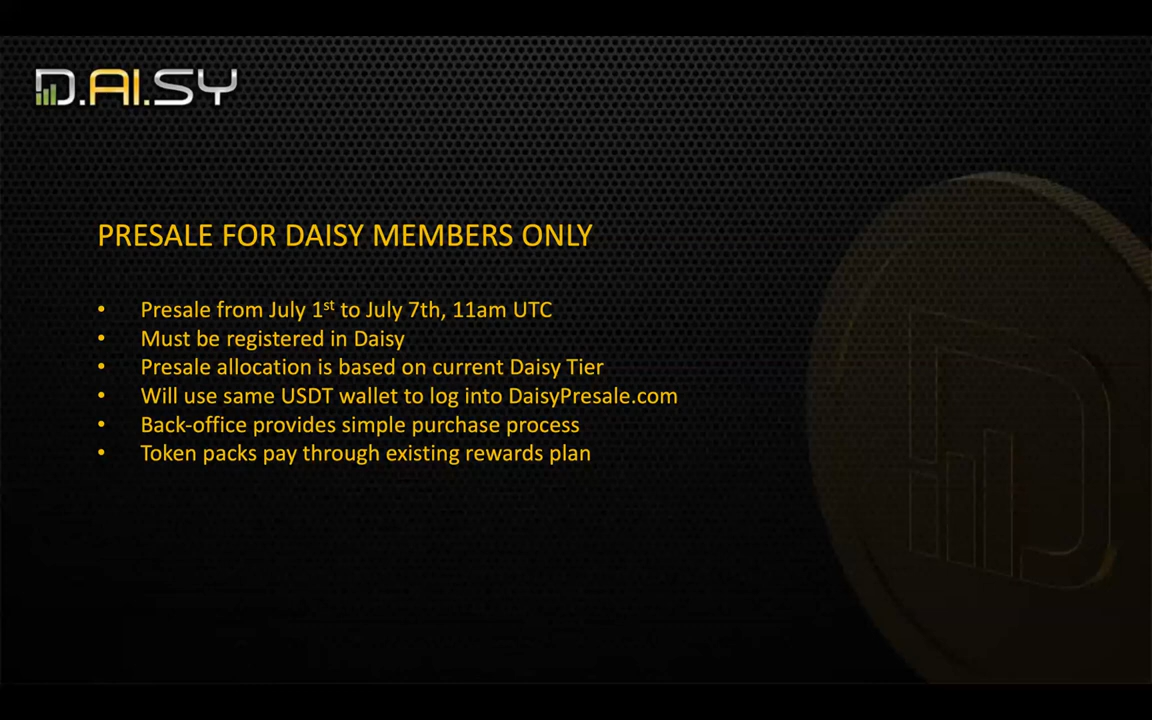 D.AI.SY
PRESALE FOR DAISY MEMBERS ONLY
• Presale from July 1st to July 7th, 11am UTC
• Must be registered in Daisy
• Presale allocation is based on current Daisy Tier
• Will use same USDT wallet to log into DaisyPresale.com
• Back-office provides simple purchase process
• Token packs pay through existing rewards plan